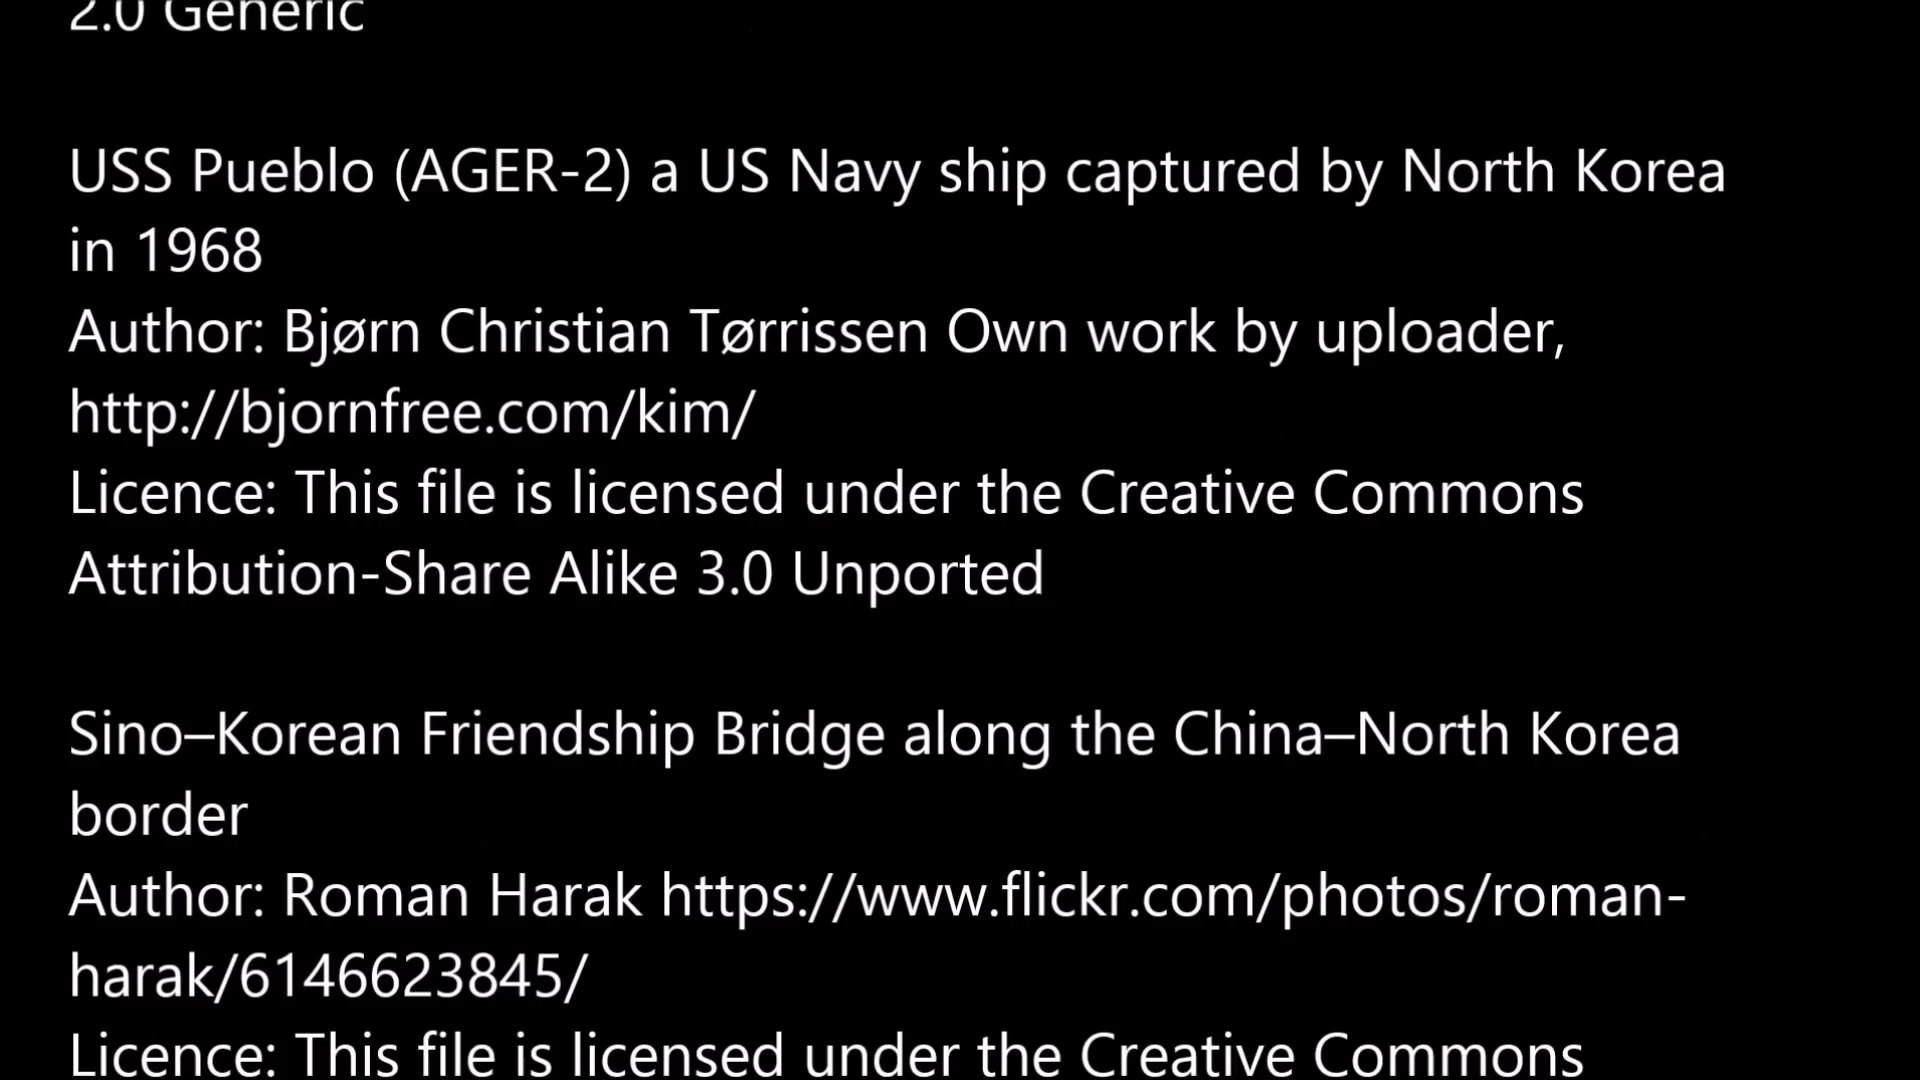 2.0 Generic
USS Pueblo (AGER-2) a US Navy ship captured by North Korea
in 1968
Author: Bjørn Christian Tørrissen Own work by uploader,
http://bjornfree.com/kim/
Licence: This file is licensed under the Creative Commons
Attribution-Share Alike 3.0 Unported
Sino–Korean Friendship Bridge along the China–North Korea
border
Author: Roman Harak https://www.flickr.com/photos/roman-
harak/6146623845/
Licence: This file is licensed under the Creative Commons